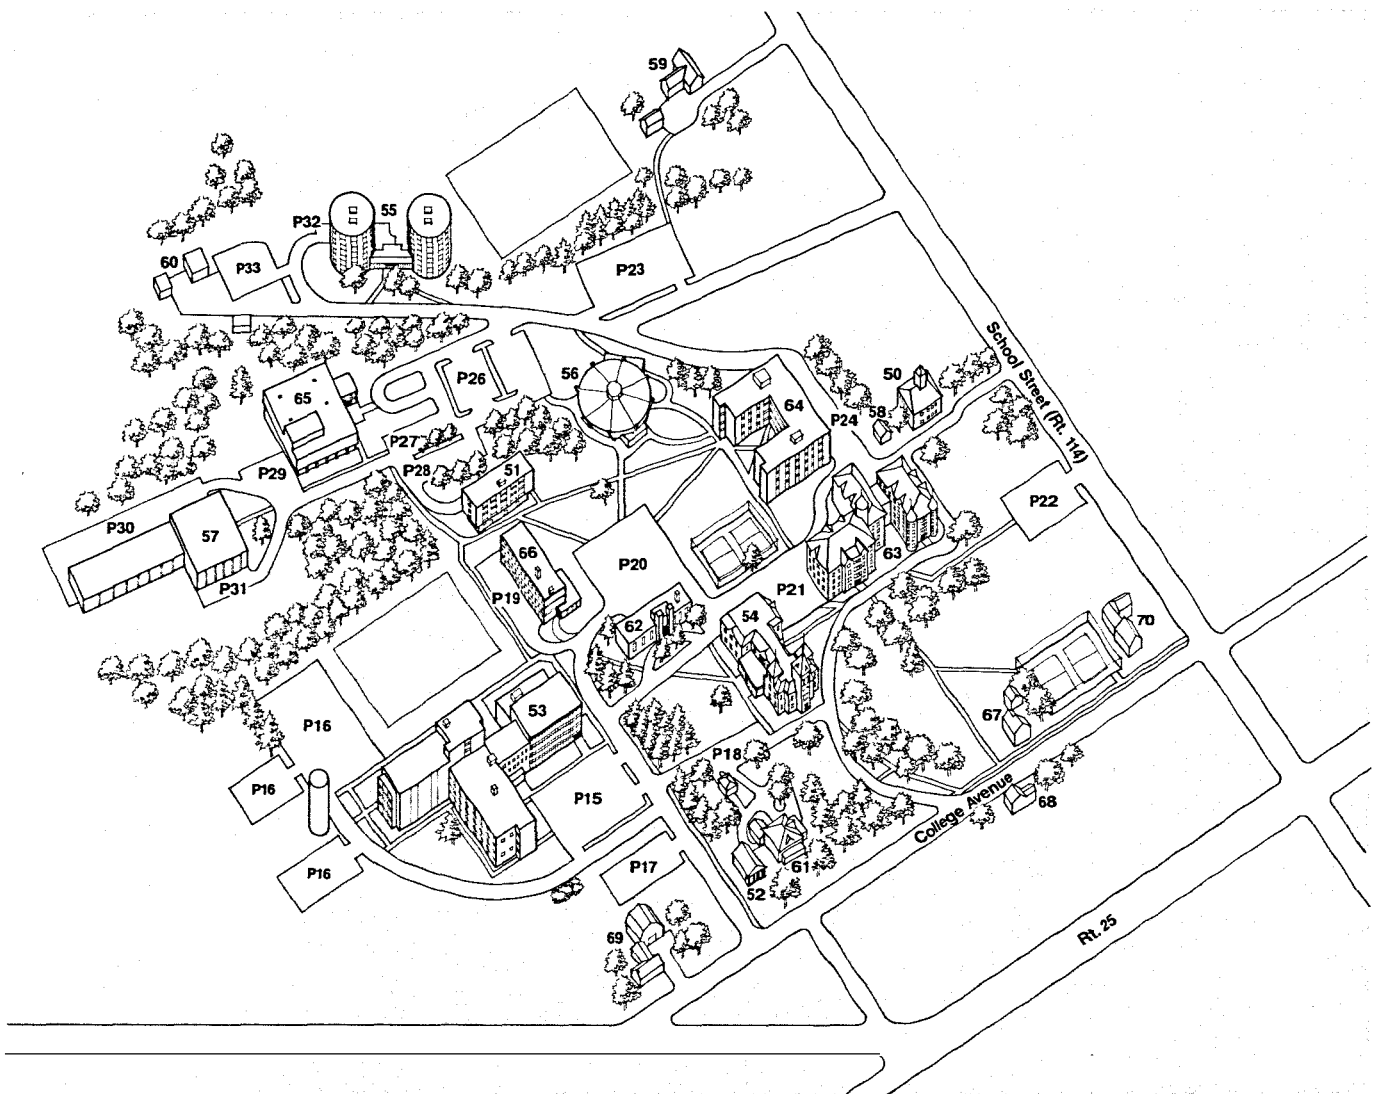 59
P32
55
60
P33
P23
School Street (Rt. 114)
56
P26
50
65
64
58
P24
P27
P28
51
P29
P22
P30
57
66
P20
63
P31
P19
P21
62
54
70
53
P16
67
P18
P16
P15
College Avenue
68
P16
P17
61
52
69
Rt. 25